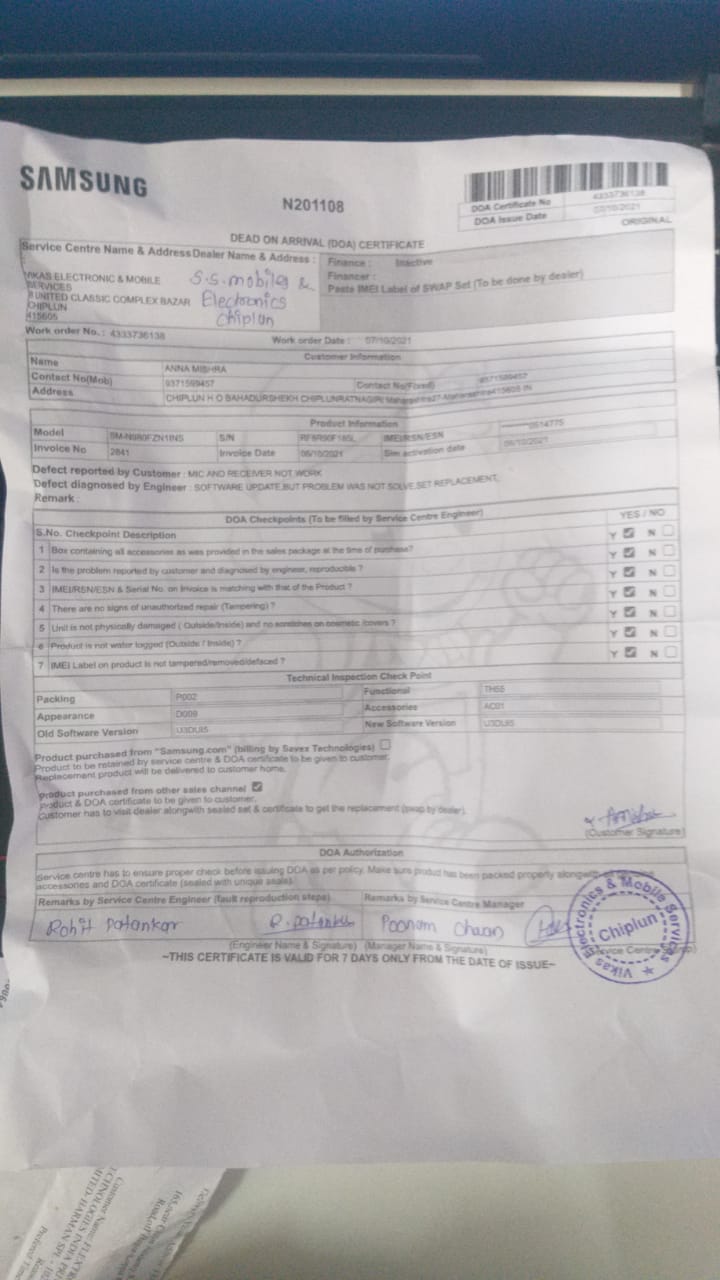 SAMSUNG
N201108
DOA Certificate No 4333736138
DOA Issue Date 07/10/2021
ORIGINAL
DEAD ON ARRIVAL (DOA) CERTIFICATE
Service Centre Name & Address Dealer Name & Address :
VIKAS ELECTRONIC & MOBILE
SERVICES
UNITED CLASSIC COMPLEX BAZAR
CHIPLUN
415605
S.S. mobiles &
Electronics
Chiplun
Finance : Inactive
Financer :
Paste IMEI Label of SWAP Set (To be done by dealer)
Work order No. : 4333736138 Work order Date : 07/10/2021
Customer Information
Name ANNA MISHRA
Contact No(Mob) 9371599457 Contact No(Fixed) 9371599457
Address CHIPLUN H O BAHADURSHEKH CHIPLUNRATNAGIRI
Product Information
Model SM-N980FZN1INS S/N IMEI/RSN/ESN 0514775
Invoice No 2841 Invoice Date 06/10/2021 Sim activation date 06/10/2021
Defect reported by Customer : MIC AND RECEIVER NOT WORK
Defect diagnosed by Engineer : SOFTWARE UPDATE,BUT PROBLEM WAS NOT SOLVE,SET REPLACEMENT,
Remark :
DOA Checkpoints (To be filled by Service Centre Engineer)
YES / NO
S.No. Checkpoint Description
1 Box containing all accessories as was provided in the sales package at the time of purchase? Y N
2 Is the problem reported by customer and diagnosed by engineer, reproducible ? Y N
3 IMEI/RSN/ESN & Serial No. on Invoice is matching with that of the Product ? Y N
4 There are no signs of unauthorized repair (Tampering) ? Y N
5 Unit is not physically damaged ( Outside/Inside) and no scratches on cosmetic /covers ? Y N
6 Product is not water logged (Outside / Inside) ? Y N
7 IMEI Label on product is not tampered/removed/defaced ? Y N
Technical Inspection Check Point
Packing P002 Functional TH55
Appearance D009 Accessories AC01
Old Software Version U3DUI5 New Software Version U3DUI5
Product purchased from "Samsung.com" (billing by Savex Technologies)
Product to be retained by service centre & DOA certificate to be given to customer.
Replacement product will be delivered to customer home.
product purchased from other sales channel
product & DOA certificate to be given to customer.
Customer has to visit dealer alongwith sealed set & certificate to get the replacement (swap by dealer).
(Customer Signature)
DOA Authorization
Service centre has to ensure proper check before issuing DOA as per policy. Make sure product has been packed properly alongwith
accessories and DOA certificate (sealed with unique seals).
Remarks by Service Centre Engineer (fault reproduction steps) Remarks by Service Centre Manager
Rohit Patankar R. Patankar Poonam chavan
(Engineer Name & Signature) (Manager Name & Signature)
~THIS CERTIFICATE IS VALID FOR 7 DAYS ONLY FROM THE DATE OF ISSUE~
Vikas Electronics & Mobile Services
Chiplun